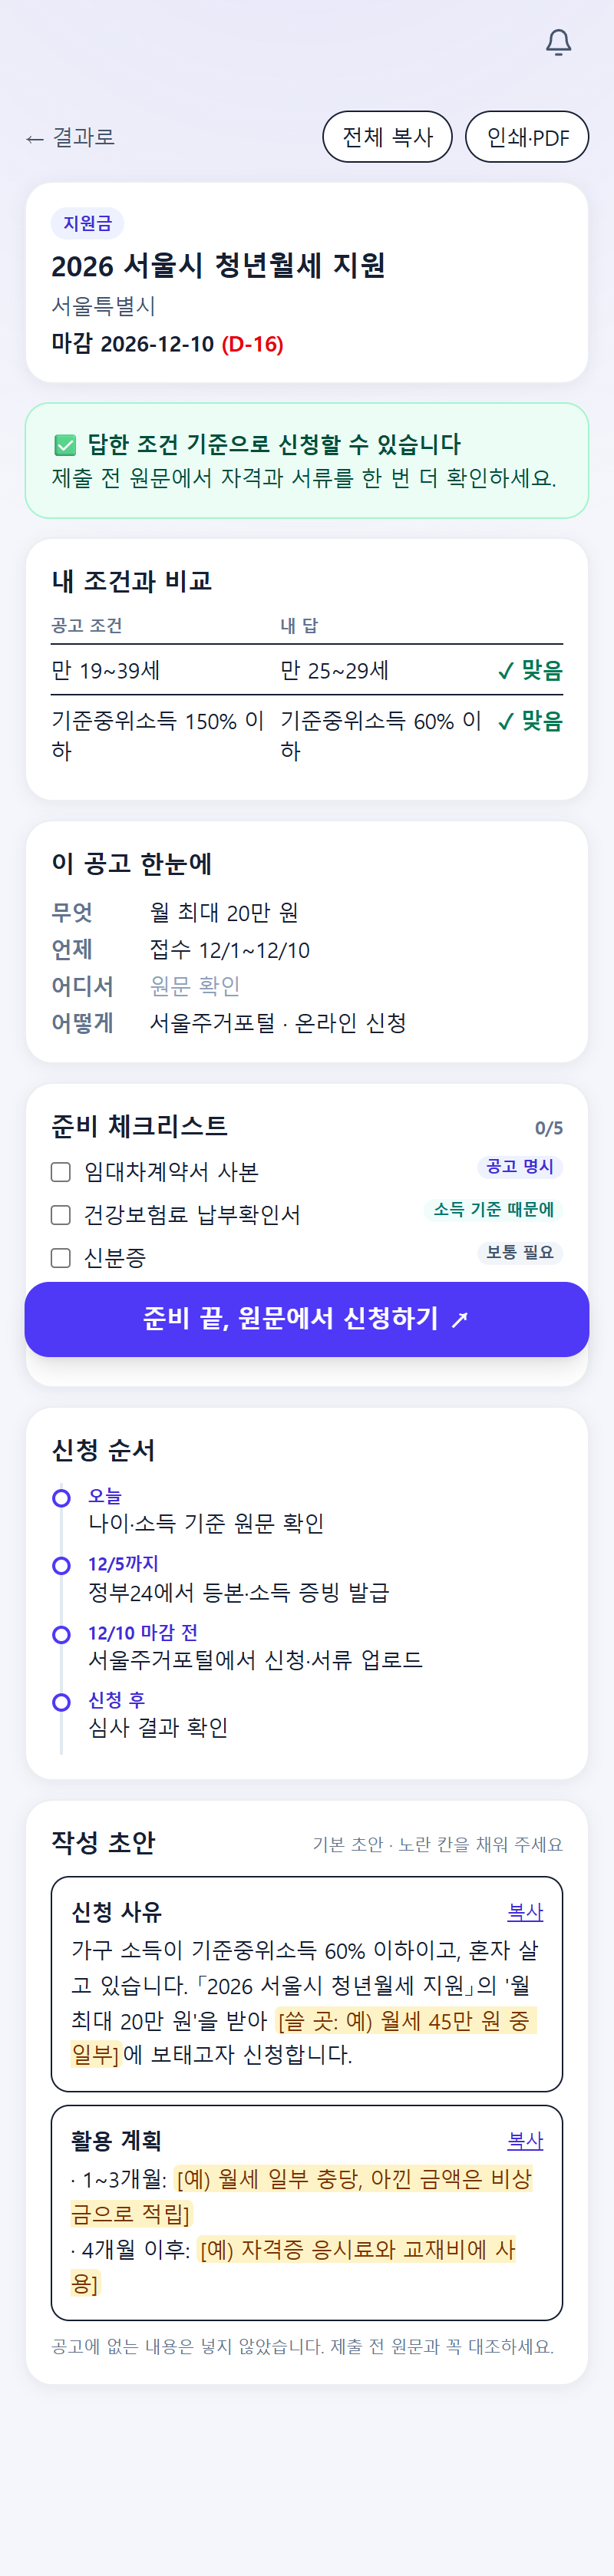 ← 결과로
전체 복사
인쇄·PDF
지원금
2026 서울시 청년월세 지원
서울특별시
마감 2026-12-10 (D-16)
✅ 답한 조건 기준으로 신청할 수 있습니다
제출 전 원문에서 자격과 서류를 한 번 더 확인하세요.
내 조건과 비교
공고 조건 내 답
만 19~39세 만 25~29세 ✓ 맞음
기준중위소득 150% 이 기준중위소득 60% 이 ✓ 맞음
하 하
이 공고 한눈에
무엇 월 최대 20만 원
언제 접수 12/1~12/10
어디서 원문 확인
어떻게 서울주거포털 · 온라인 신청
준비 체크리스트 0/5
임대차계약서 사본 공고 명시
건강보험료 납부확인서 소득 기준 때문에
신분증 보통 필요
준비 끝, 원문에서 신청하기 ↗
신청 순서
오늘
나이·소득 기준 원문 확인
12/5까지
정부24에서 등본·소득 증빙 발급
12/10 마감 전
서울주거포털에서 신청·서류 업로드
신청 후
심사 결과 확인
작성 초안 기본 초안 · 노란 칸을 채워 주세요
신청 사유 복사
가구 소득이 기준중위소득 60% 이하이고, 혼자 살
고 있습니다. 「2026 서울시 청년월세 지원」의 '월
최대 20만 원'을 받아 [쓸 곳: 예) 월세 45만 원 중
일부]에 보태고자 신청합니다.
활용 계획 복사
· 1~3개월: [예) 월세 일부 충당, 아낀 금액은 비상
금으로 적립]
· 4개월 이후: [예) 자격증 응시료와 교재비에 사
용]
공고에 없는 내용은 넣지 않았습니다. 제출 전 원문과 꼭 대조하세요.